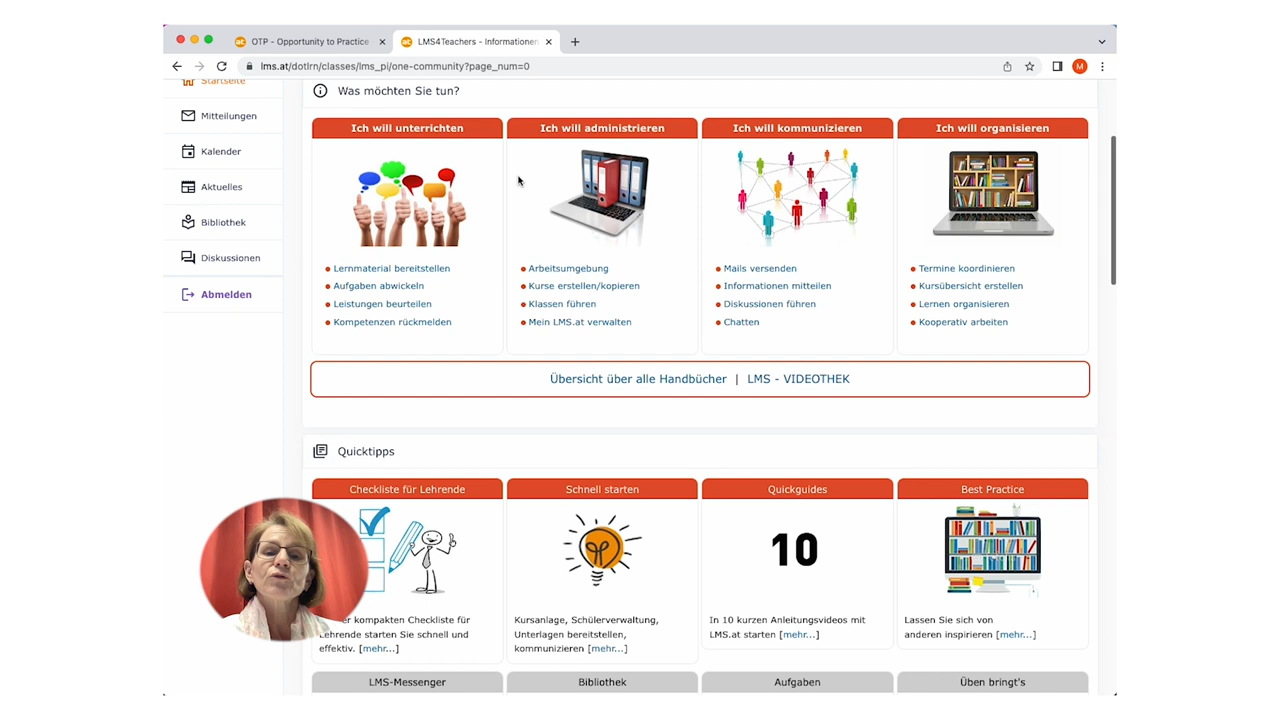 OTP - Opportunity to Practice
LMS4Teachers - Informationen
lms.at/dotlrn/classes/lms_pi/one-community?page_num=0
M
Startseite
Mitteilungen
Kalender
Aktuelles
Bibliothek
Diskussionen
Abmelden
Was möchten Sie tun?
Ich will unterrichten
Lernmaterial bereitstellen
Aufgaben abwickeln
Leistungen beurteilen
Kompetenzen rückmelden
Ich will administrieren
Arbeitsumgebung
Kurse erstellen/kopieren
Klassen führen
Mein LMS.at verwalten
Ich will kommunizieren
Mails versenden
Informationen mitteilen
Diskussionen führen
Chatten
Ich will organisieren
Termine koordinieren
Kursübersicht erstellen
Lernen organisieren
Kooperativ arbeiten
Übersicht über alle Handbücher | LMS - VIDEOTHEK
Quicktipps
Checkliste für Lehrende
kompakten Checkliste für
Lehrende starten Sie schnell und
effektiv. [mehr...]
Schnell starten
Kursanlage, Schülerverwaltung,
Unterlagen bereitstellen,
kommunizieren [mehr...]
Quickguides
10
In 10 kurzen Anleitungsvideos mit
LMS.at starten [mehr...]
Best Practice
Lassen Sie sich von
anderen inspirieren [mehr...]
LMS-Messenger
Bibliothek
Aufgaben
Üben bringt's